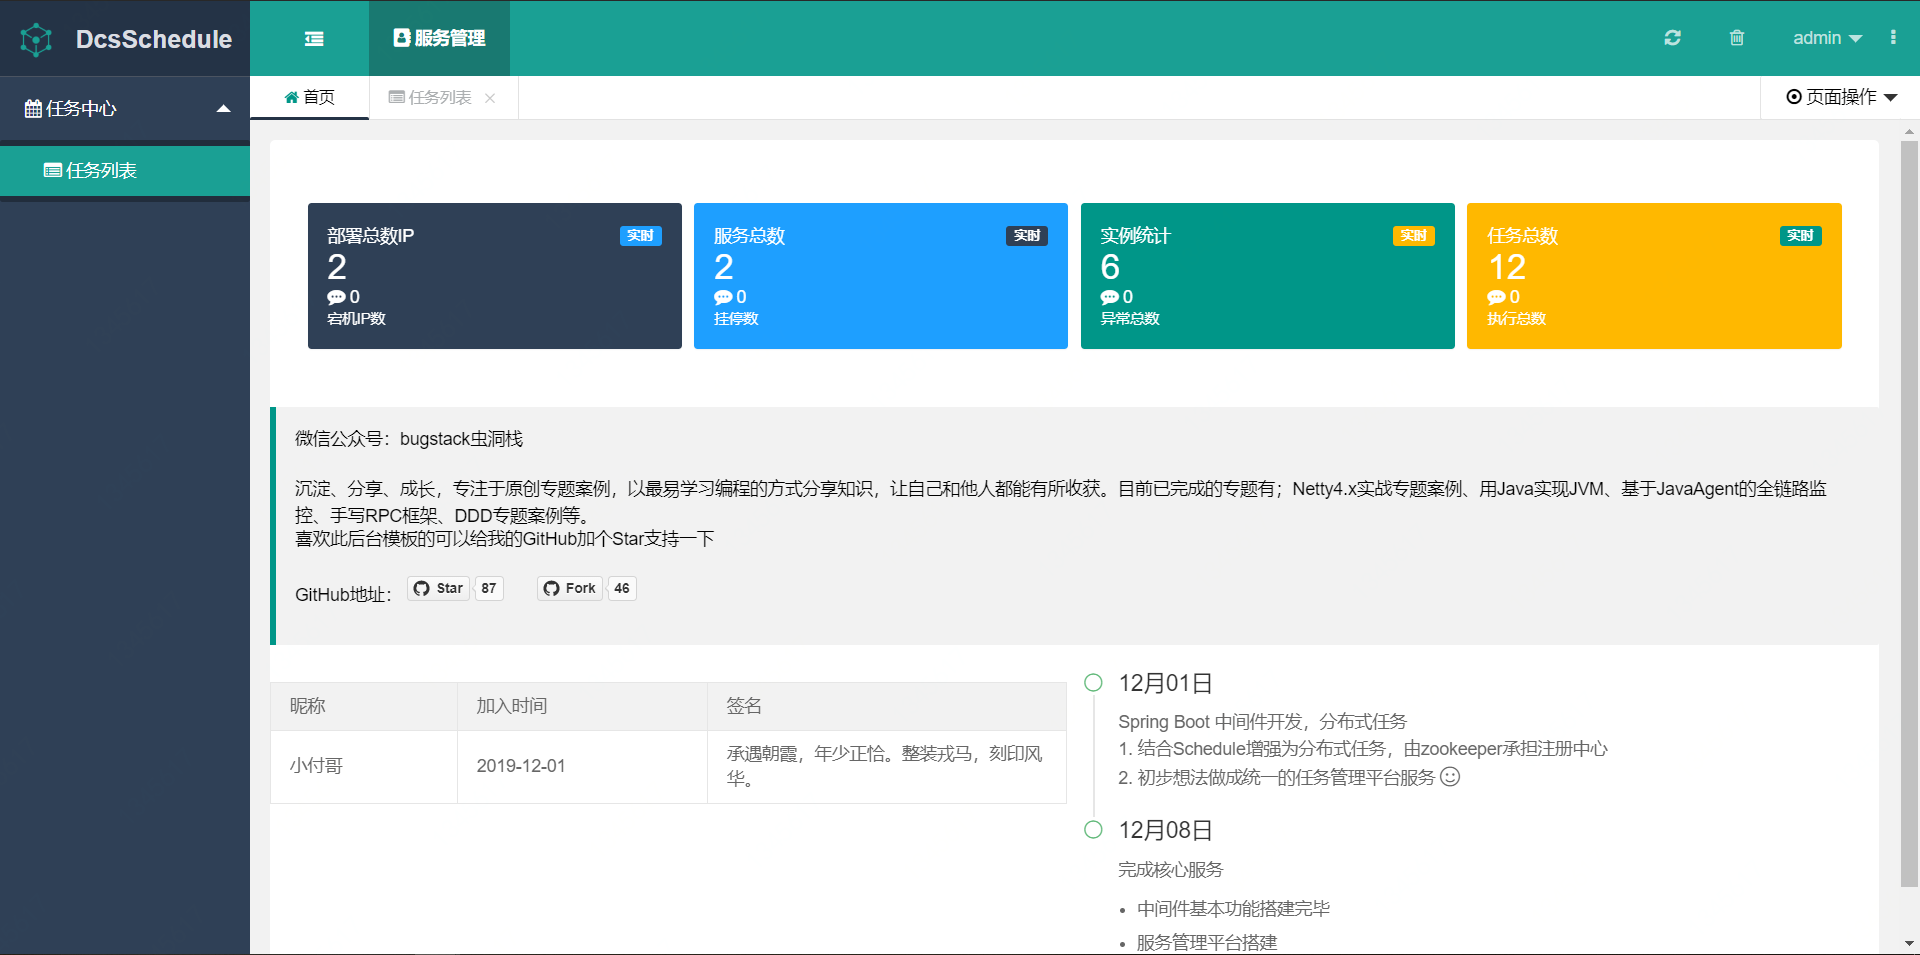 DcsSchedule
服务管理
admin
任务中心
任务列表
首页
任务列表
页面操作
部署总数IP
实时
2
0
宕机IP数
服务总数
实时
2
0
挂停数
实例统计
实时
6
0
异常总数
任务总数
实时
12
0
执行总数
微信公众号：bugstack虫洞栈
沉淀、分享、成长，专注于原创专题案例，以最易学习编程的方式分享知识，让自己和他人都能有所收获。目前已完成的专题有；Netty4.x实战专题案例、用Java实现JVM、基于JavaAgent的全链路监
控、手写RPC框架、DDD专题案例等。
喜欢此后台模板的可以给我的GitHub加个Star支持一下
GitHub地址： Star 87 Fork 46
昵称 加入时间 签名
小付哥 2019-12-01 承遇朝霞，年少正恰。整装戎马，刻印风
华。
12月01日
Spring Boot 中间件开发，分布式任务
1. 结合Schedule增强为分布式任务，由zookeeper承担注册中心
2. 初步想法做成统一的任务管理平台服务
12月08日
完成核心服务
• 中间件基本功能搭建完毕
• 服务管理平台搭建